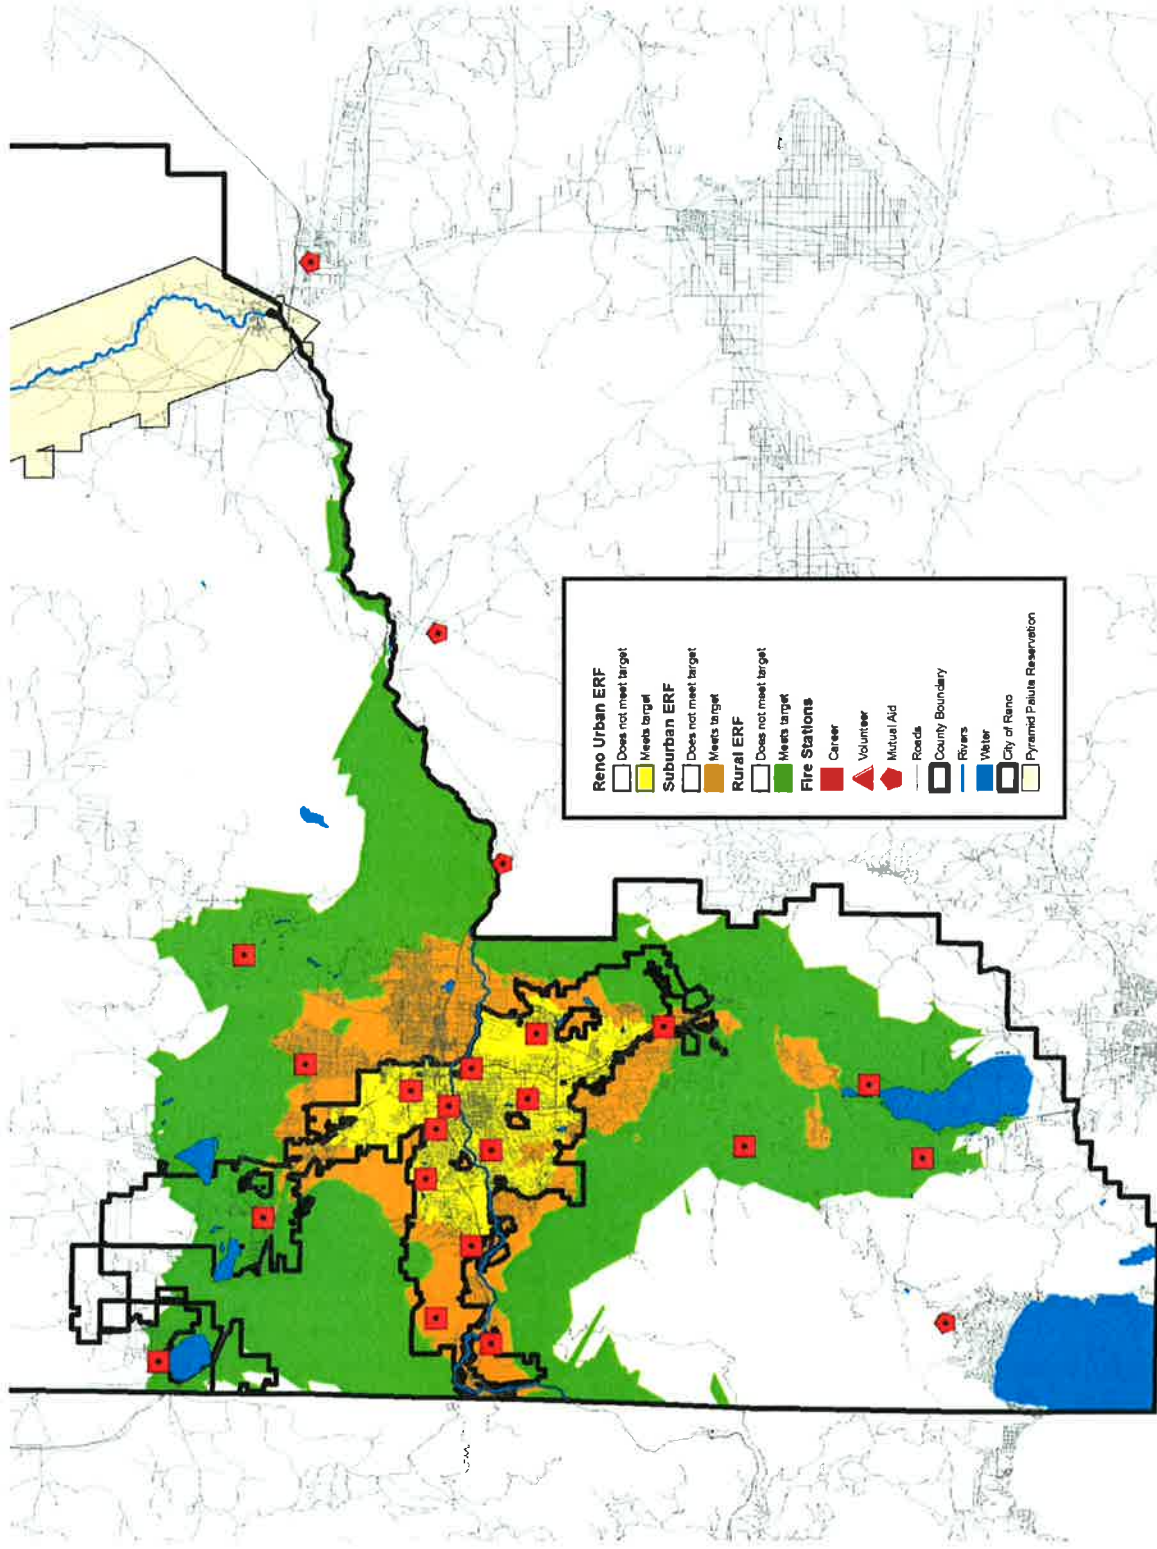 Reno Urban ERF
Does not meet target
Meets target
Suburban ERF
Does not meet target
Meets target
Rural ERF
Does not meet target
Meets target
Fire Stations
Career
Volunteer
Mutual Aid
Roads
County Boundary
Rivers
Water
City of Reno
Pyramid Paiute Reservation